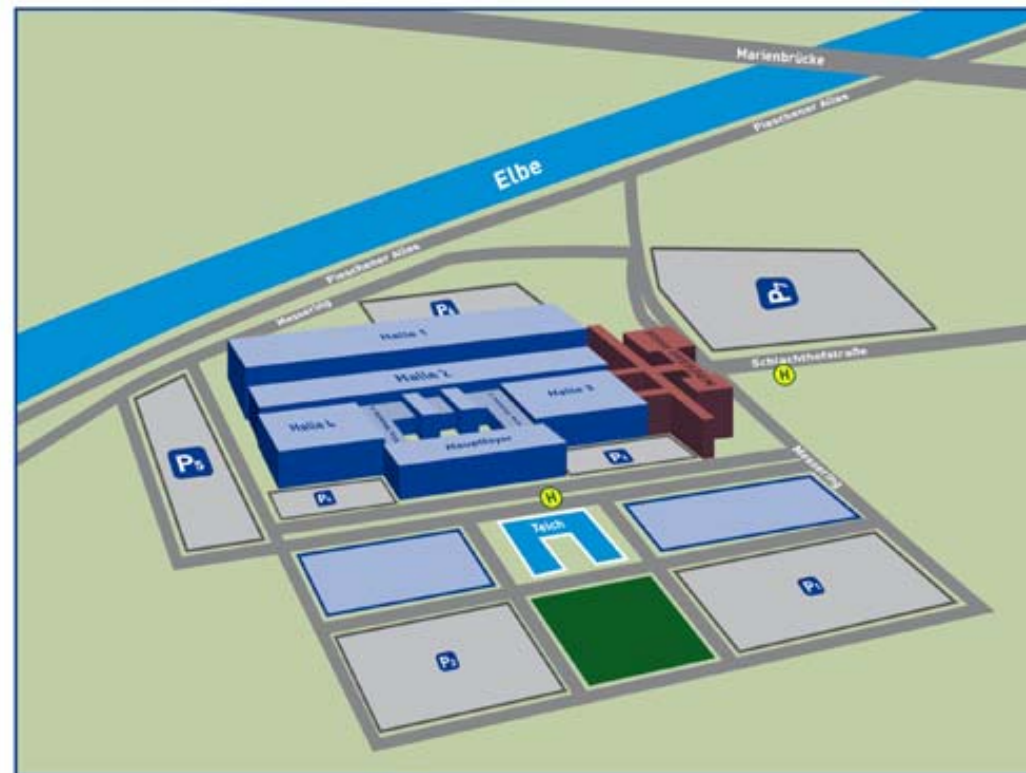 Marienbrücke
Pieschener Allee
Elbe
Pieschener Allee
Messering
Halle 1
Halle 2
Halle 3
Halle 4
Hauptfoyer
Schlachthofstraße
H
P5
Messering
H
Teich
P1
P2